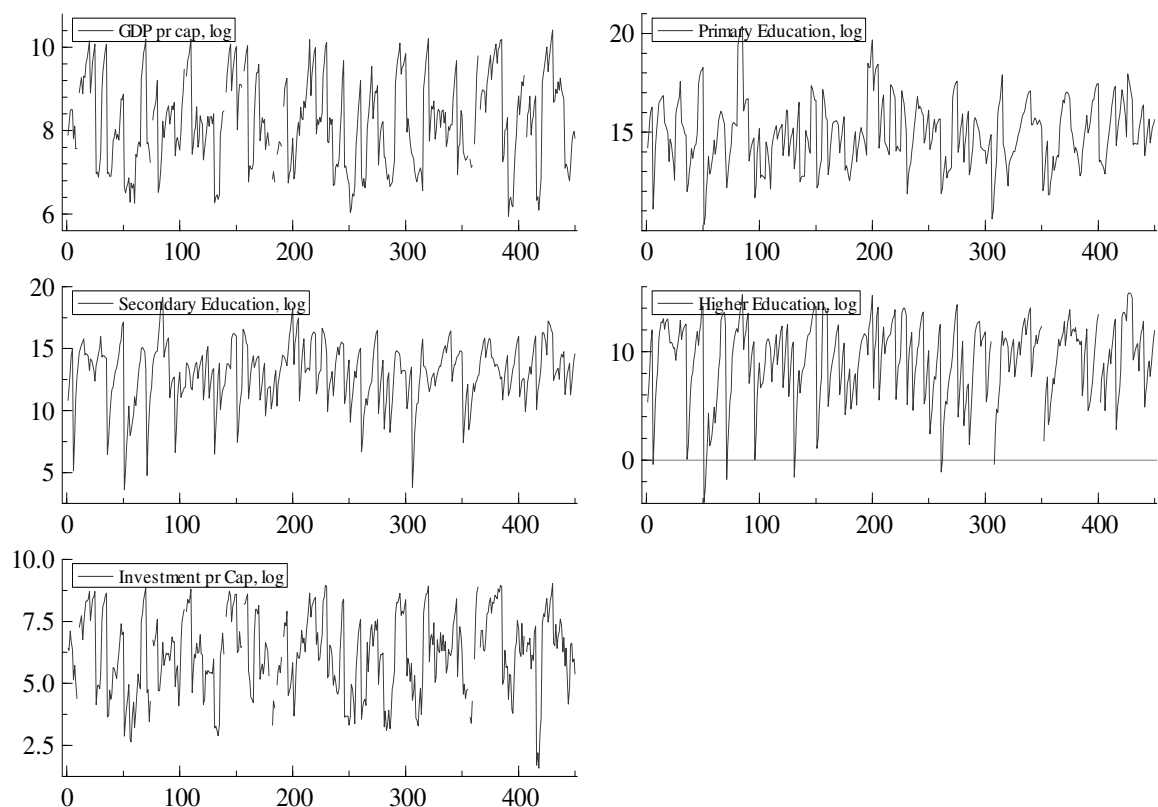 GDP pr cap, log
10
8
6
0 100 200 300 400
Primary Education, log
20
15
0 100 200 300 400
Secondary Education, log
20
15
10
5
0 100 200 300 400
Higher Education, log
10
0
0 100 200 300 400
Investment pr Cap, log
10.0
7.5
5.0
2.5
0 100 200 300 400